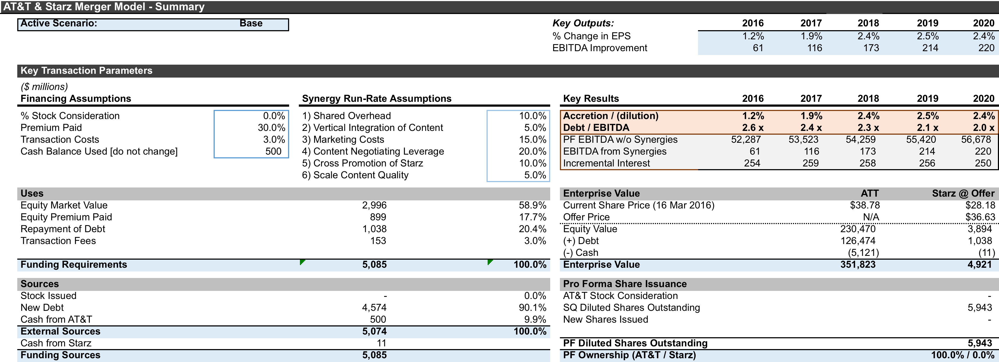 AT&T & Starz Merger Model - Summary
Active Scenario: Base
Key Outputs: 2016 2017 2018 2019 2020
% Change in EPS 1.2% 1.9% 2.4% 2.5% 2.4%
EBITDA Improvement 61 116 173 214 220
Key Transaction Parameters
($ millions)
Financing Assumptions
% Stock Consideration 0.0%
Premium Paid 30.0%
Transaction Costs 3.0%
Cash Balance Used [do not change] 500
Synergy Run-Rate Assumptions
1) Shared Overhead 10.0%
2) Vertical Integration of Content 5.0%
3) Marketing Costs 15.0%
4) Content Negotiating Leverage 20.0%
5) Cross Promotion of Starz 10.0%
6) Scale Content Quality 5.0%
Key Results 2016 2017 2018 2019 2020
Accretion / (dilution) 1.2% 1.9% 2.4% 2.5% 2.4%
Debt / EBITDA 2.6 x 2.4 x 2.3 x 2.1 x 2.0 x
PF EBITDA w/o Synergies 52,287 53,523 54,259 55,420 56,678
EBITDA from Synergies 61 116 173 214 220
Incremental Interest 254 259 258 256 250
Uses
Equity Market Value 2,996 58.9%
Equity Premium Paid 899 17.7%
Repayment of Debt 1,038 20.4%
Transaction Fees 153 3.0%
Funding Requirements 5,085 100.0%
Enterprise Value ATT Starz @ Offer
Current Share Price (16 Mar 2016) $38.78 $28.18
Offer Price N/A $36.63
Equity Value 230,470 3,894
(+) Debt 126,474 1,038
(-) Cash (5,121) (11)
Enterprise Value 351,823 4,921
Sources
Stock Issued - 0.0%
New Debt 4,574 90.1%
Cash from AT&T 500 9.9%
External Sources 5,074 100.0%
Cash from Starz 11
Funding Sources 5,085
Pro Forma Share Issuance
AT&T Stock Consideration -
SQ Diluted Shares Outstanding 5,943
New Shares Issued -
PF Diluted Shares Outstanding 5,943
PF Ownership (AT&T / Starz) 100.0% / 0.0%